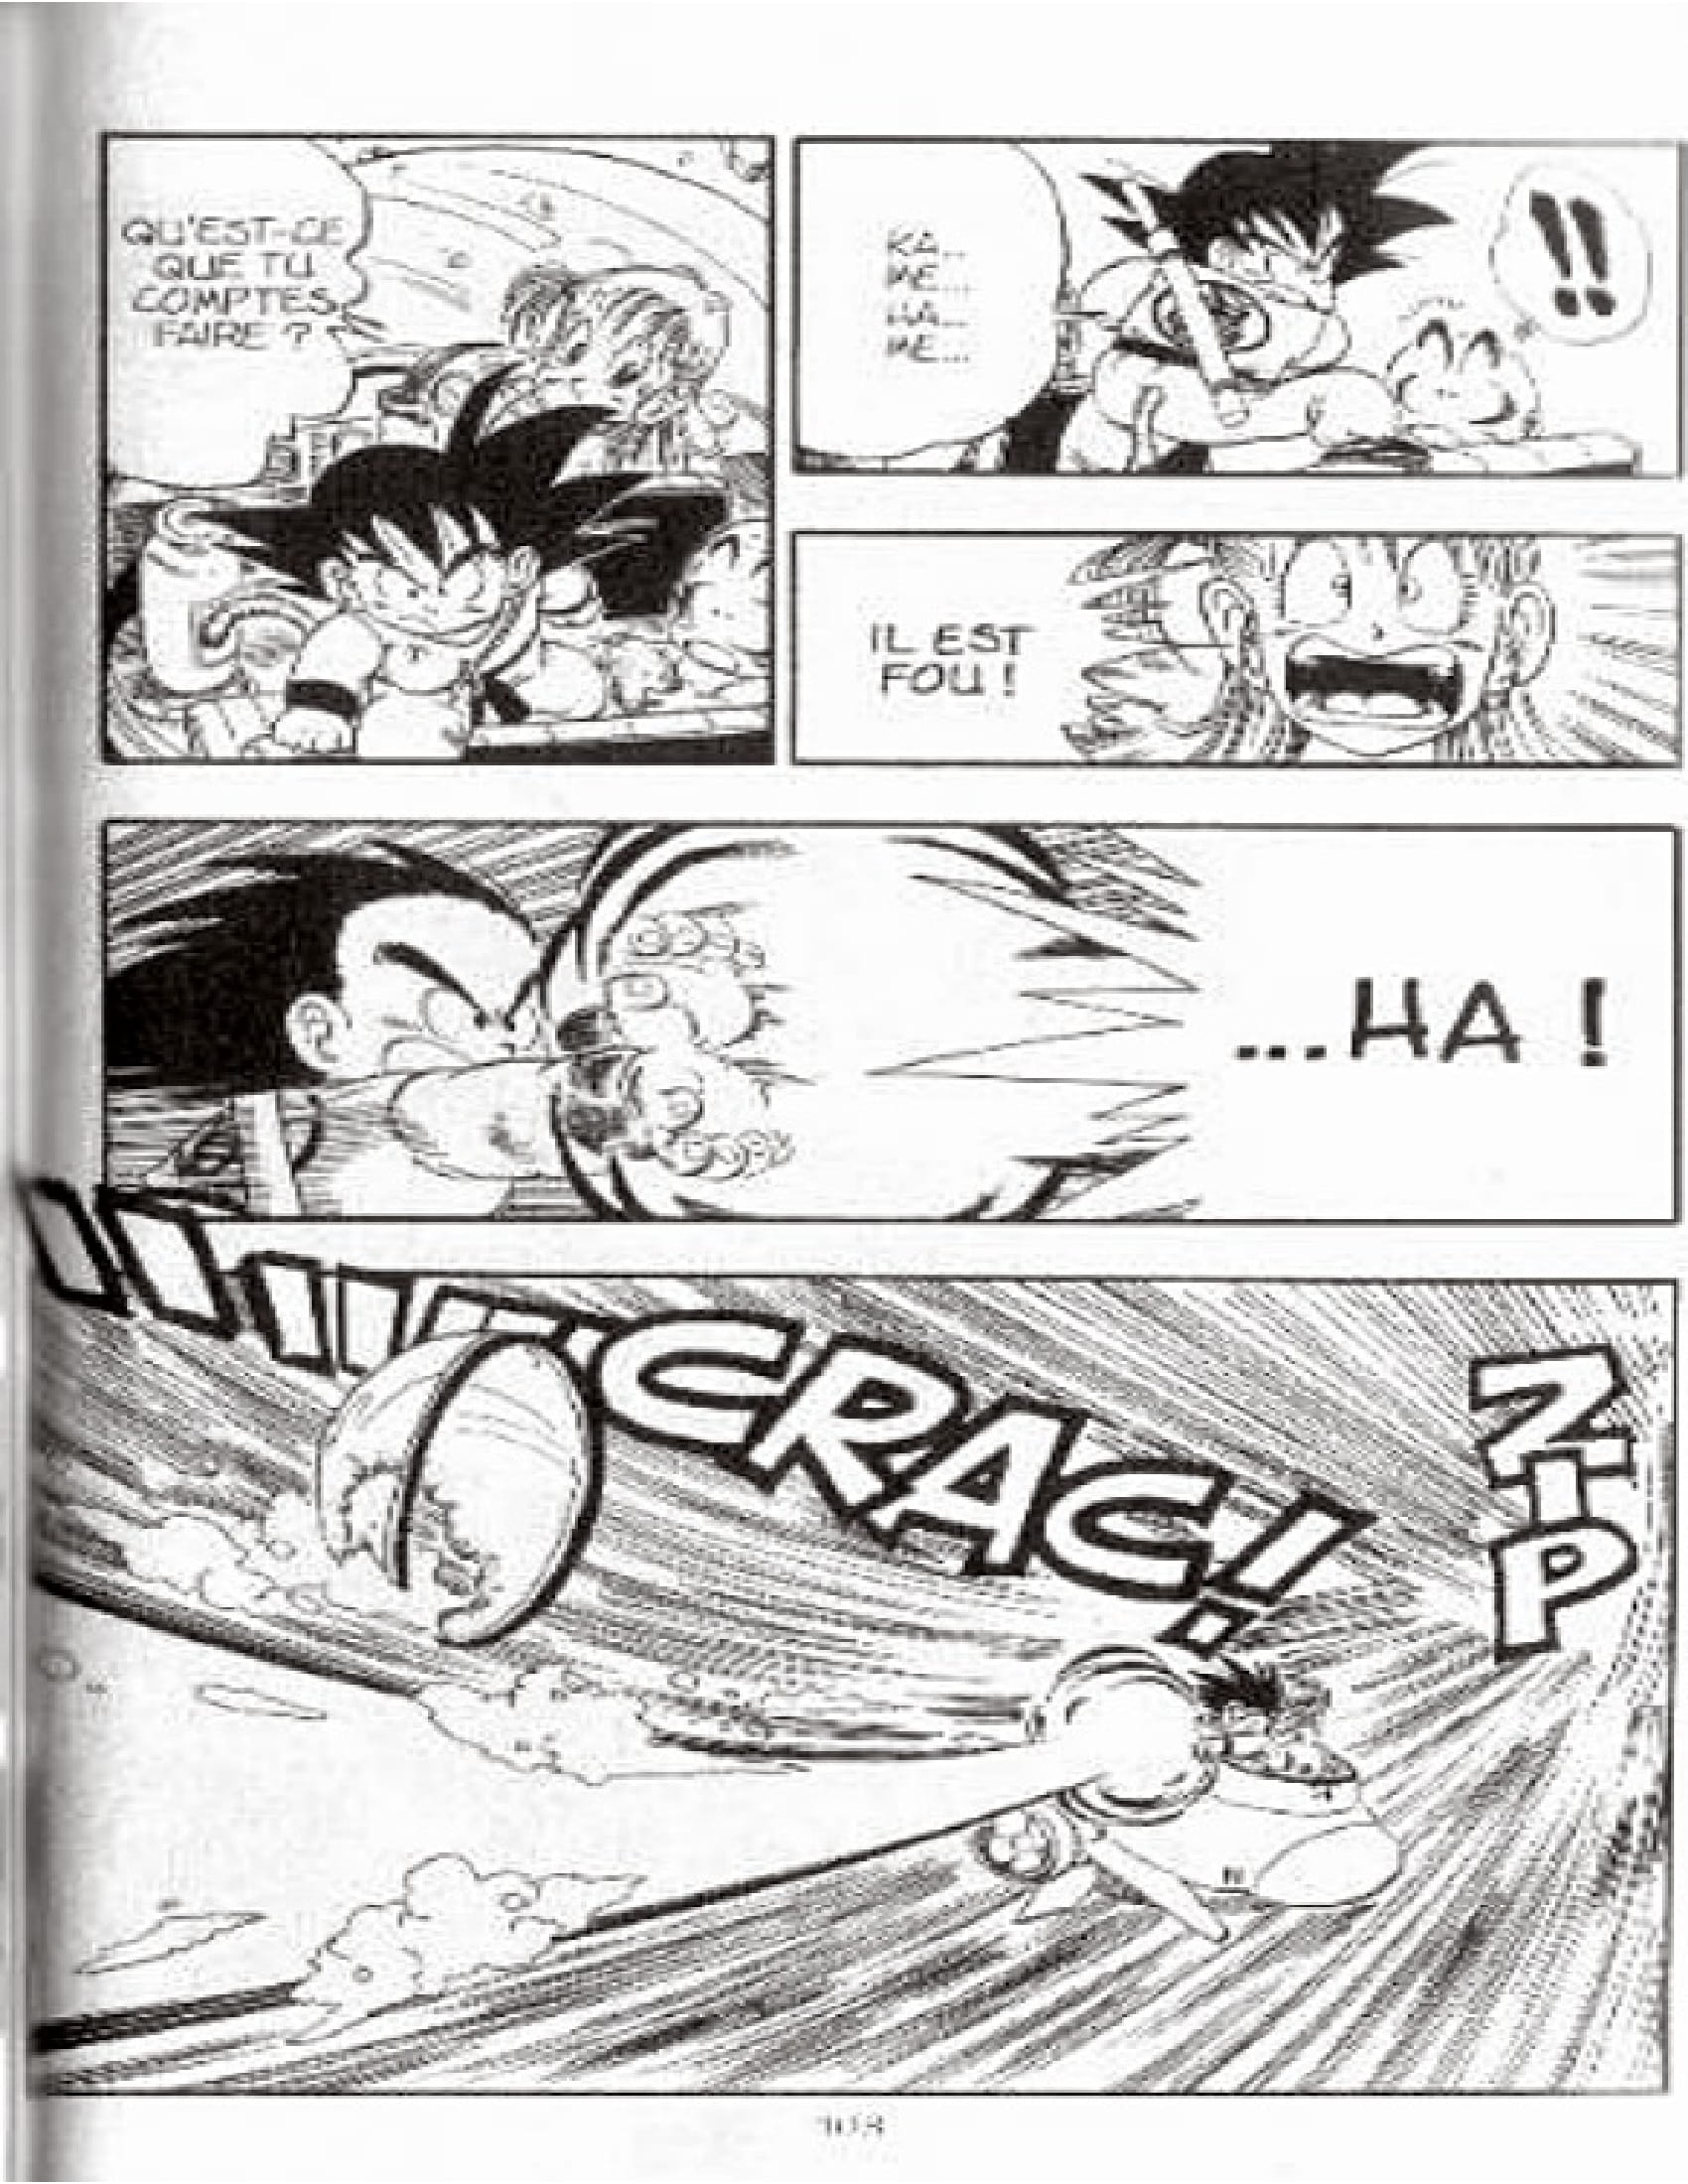 QU'EST-CE
QUE TU
COMPTES
FAIRE ?
KA...
ME...
HA...
ME...
!!
IL EST
FOU !
...HA !
CRAC!
ZIP